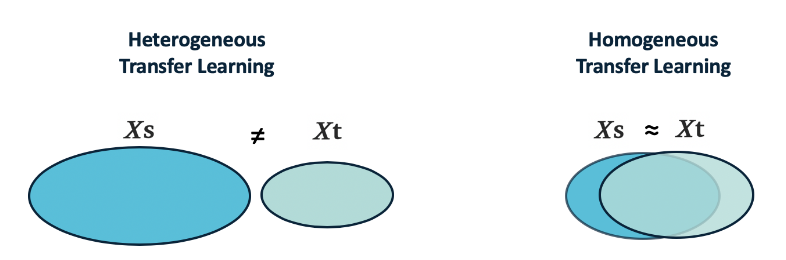 Heterogeneous
Transfer Learning
Xs ≠ Xt
Homogeneous
Transfer Learning
Xs ≈ Xt